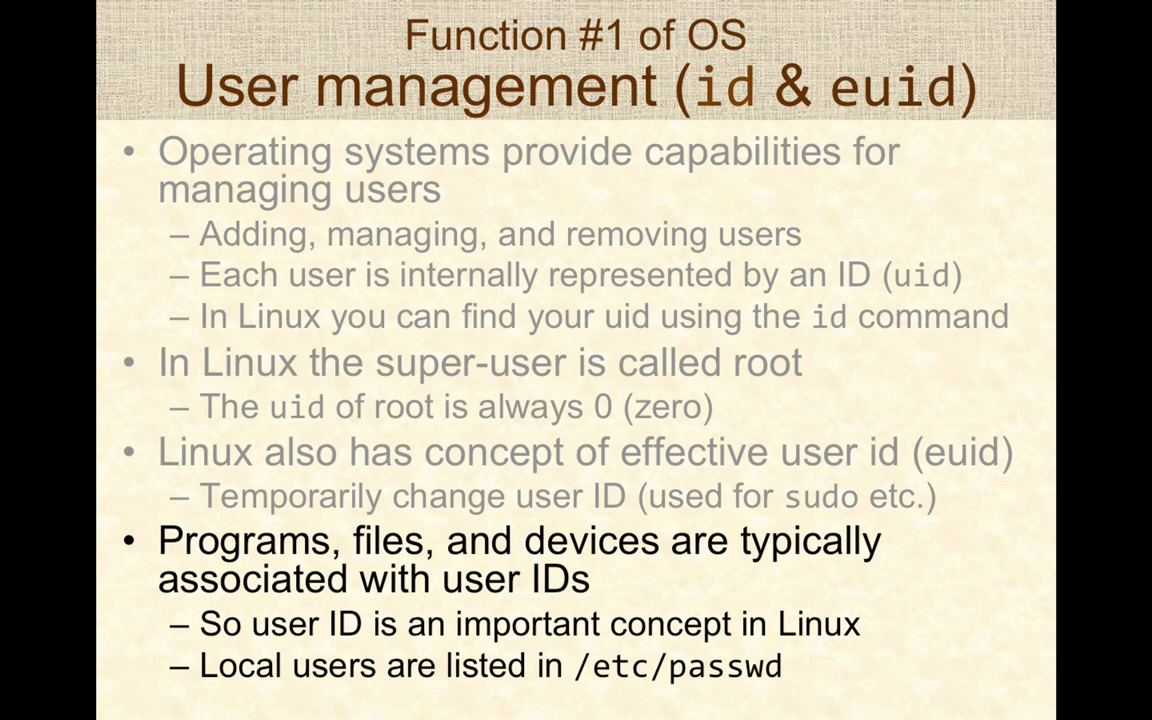 Function #1 of OS
User management (id & euid)
• Operating systems provide capabilities for
managing users
– Adding, managing, and removing users
– Each user is internally represented by an ID (uid)
– In Linux you can find your uid using the id command
• In Linux the super-user is called root
– The uid of root is always 0 (zero)
• Linux also has concept of effective user id (euid)
– Temporarily change user ID (used for sudo etc.)
• Programs, files, and devices are typically
associated with user IDs
– So user ID is an important concept in Linux
– Local users are listed in /etc/passwd